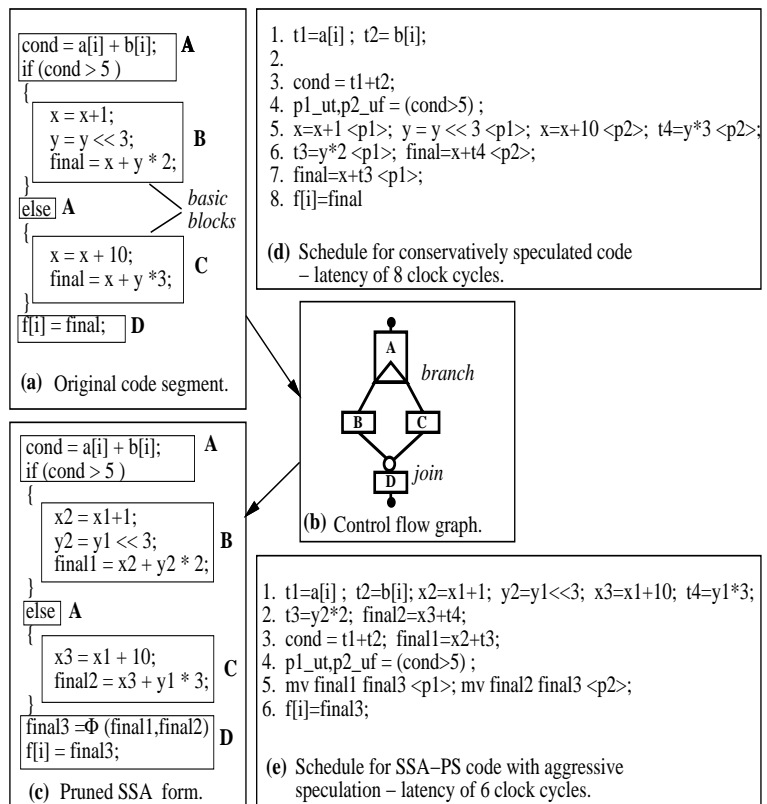 cond = a[i] + b[i]; A
if (cond > 5 )
{
x = x+1;
y = y << 3;
final = x + y * 2;
B
}
else A
basic
blocks
{
x = x + 10;
final = x + y *3;
C
}
f[i] = final; D
(a) Original code segment.
1. t1=a[i] ; t2= b[i];
2.
3. cond = t1+t2;
4. p1_ut,p2_uf = (cond>5) ;
5. x=x+1 <p1>; y = y << 3 <p1>; x=x+10 <p2>; t4=y*3 <p2>;
6. t3=y*2 <p1>; final=x+t4 <p2>;
7. final=x+t3 <p1>;
8. f[i]=final
(d) Schedule for conservatively speculated code
– latency of 8 clock cycles.
A
branch
B
C
D
join
(b) Control flow graph.
cond = a[i] + b[i]; A
if (cond > 5 )
{
x2 = x1+1;
y2 = y1 << 3;
final1 = x2 + y2 * 2;
B
}
else A
{
x3 = x1 + 10;
final2 = x3 + y1 * 3;
C
}
final3 =Φ (final1,final2)
f[i] = final3;
D
(c) Pruned SSA form.
1. t1=a[i] ; t2=b[i]; x2=x1+1; y2=y1<<3; x3=x1+10; t4=y1*3;
2. t3=y2*2; final2=x3+t4;
3. cond = t1+t2; final1=x2+t3;
4. p1_ut,p2_uf = (cond>5) ;
5. mv final1 final3 <p1>; mv final2 final3 <p2>;
6. f[i]=final3;
(e) Schedule for SSA–PS code with aggressive
speculation – latency of 6 clock cycles.